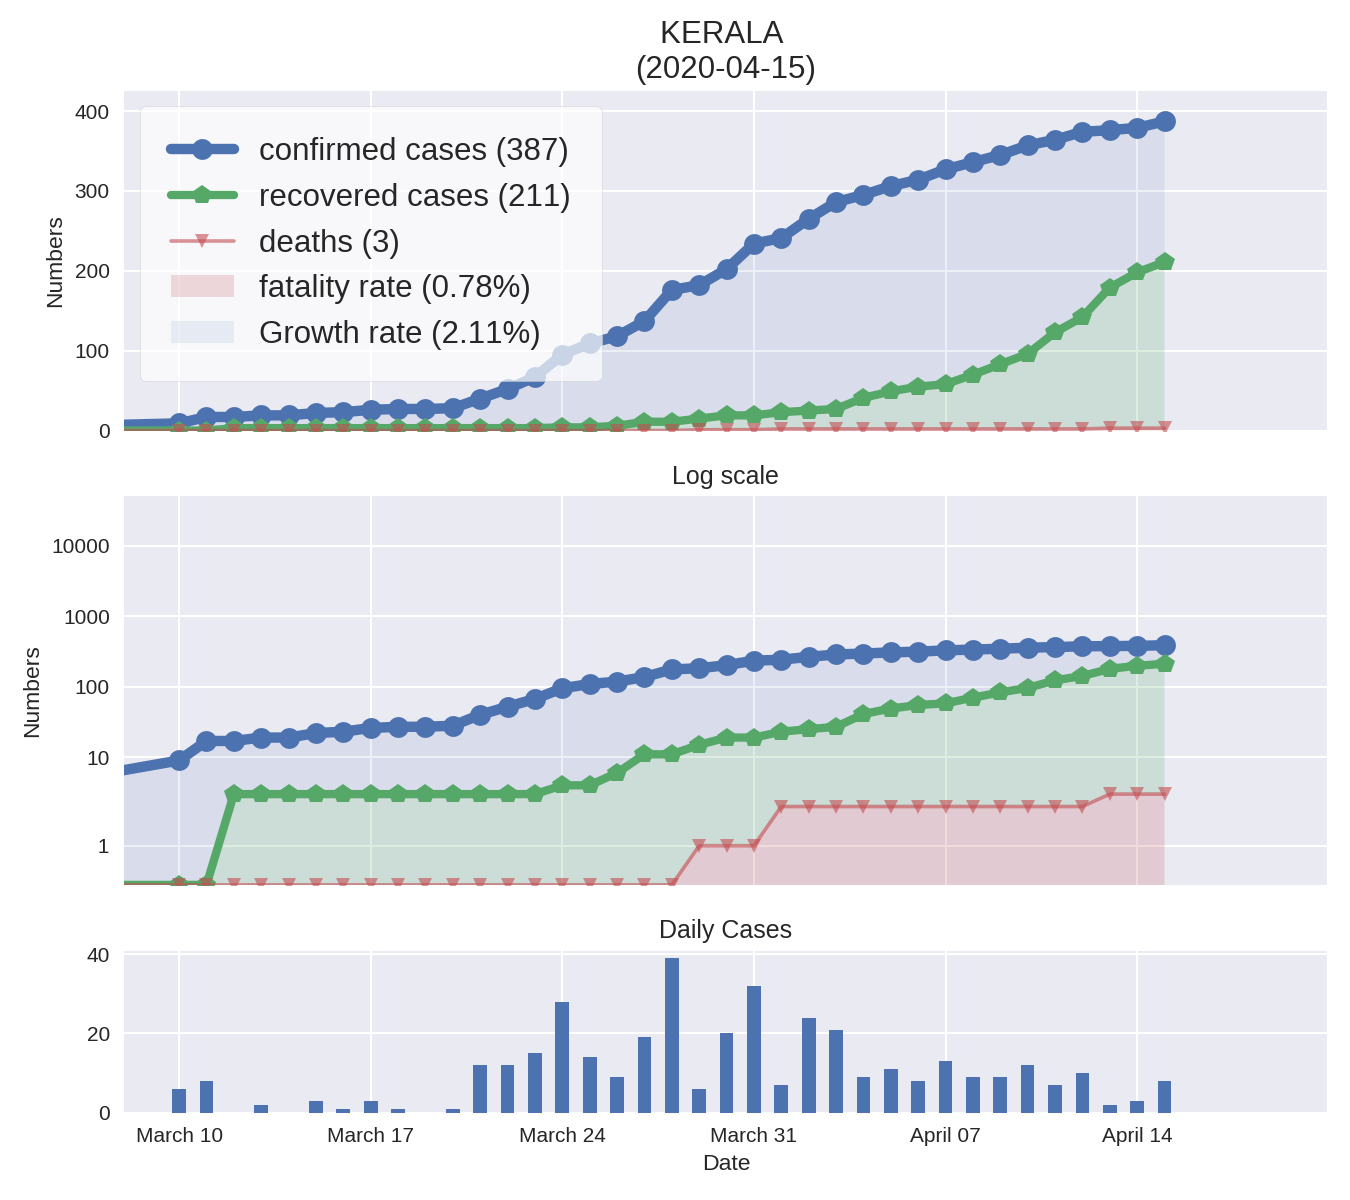 KERALA
(2020-04-15)
400
300
200
100
0
Numbers
confirmed cases (387)
recovered cases (211)
deaths (3)
fatality rate (0.78%)
Growth rate (2.11%)
Log scale
10000
1000
100
10
1
Numbers
Daily Cases
40
20
0
March 10 March 17 March 24 March 31 April 07 April 14
Date